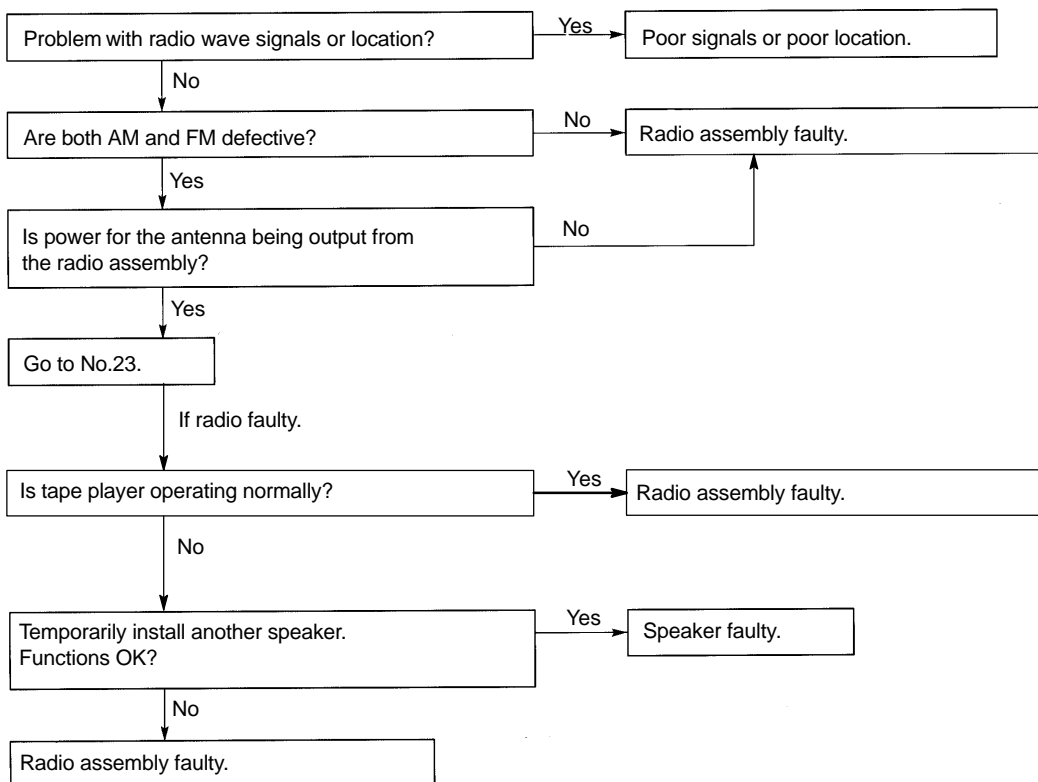 Problem with radio wave signals or location?
Yes
Poor signals or poor location.
No
Are both AM and FM defective?
No
Radio assembly faulty.
Yes
Is power for the antenna being output from
the radio assembly?
No
Yes
Go to No.23.
If radio faulty.
Is tape player operating normally?
Yes
Radio assembly faulty.
No
Temporarily install another speaker.
Functions OK?
Yes
Speaker faulty.
No
Radio assembly faulty.